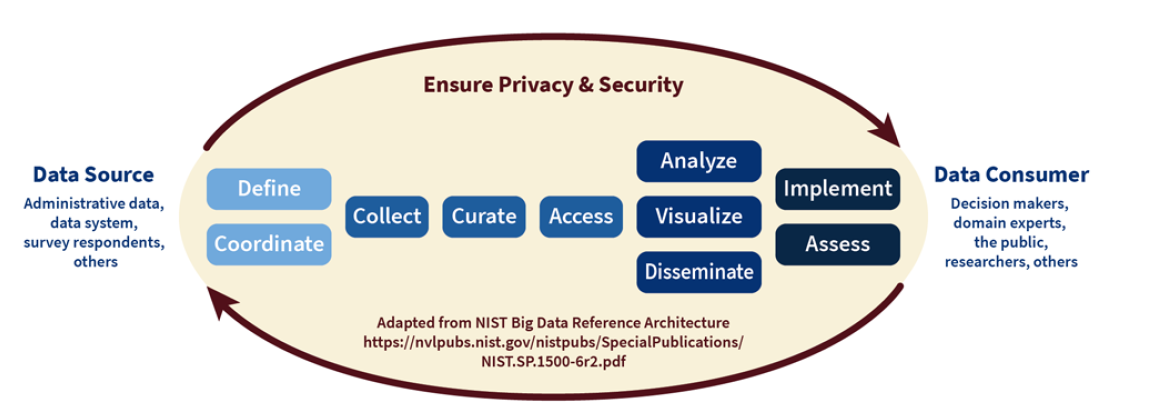 Ensure Privacy & Security
Data Source
Administrative data,
data system,
survey respondents,
others
Define
Coordinate
Collect
Curate
Access
Analyze
Visualize
Disseminate
Implement
Assess
Data Consumer
Decision makers,
domain experts,
the public,
researchers, others
Adapted from NIST Big Data Reference Architecture
https://nvlpubs.nist.gov/nistpubs/SpecialPublications/
NIST.SP.1500-6r2.pdf